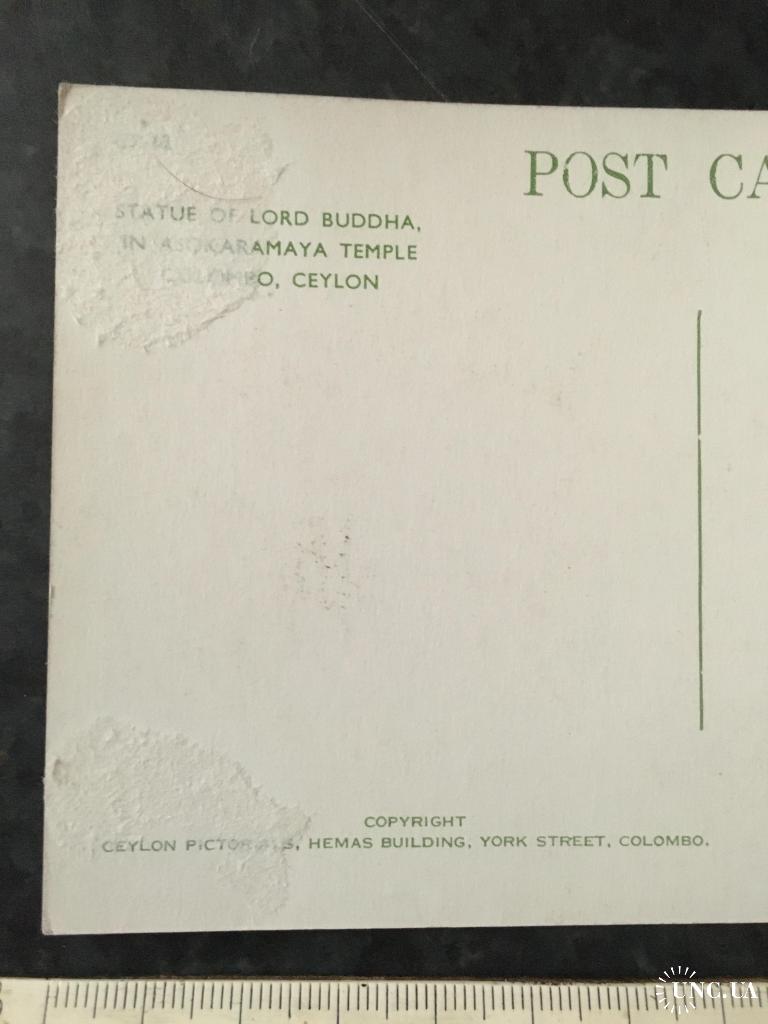 POST CA
STATUE OF LORD BUDDHA,
IN ASOKARAMAYA TEMPLE
COLOMBO, CEYLON
COPYRIGHT
CEYLON PICTORIALS, HEMAS BUILDING, YORK STREET, COLOMBO.
UNC.UA